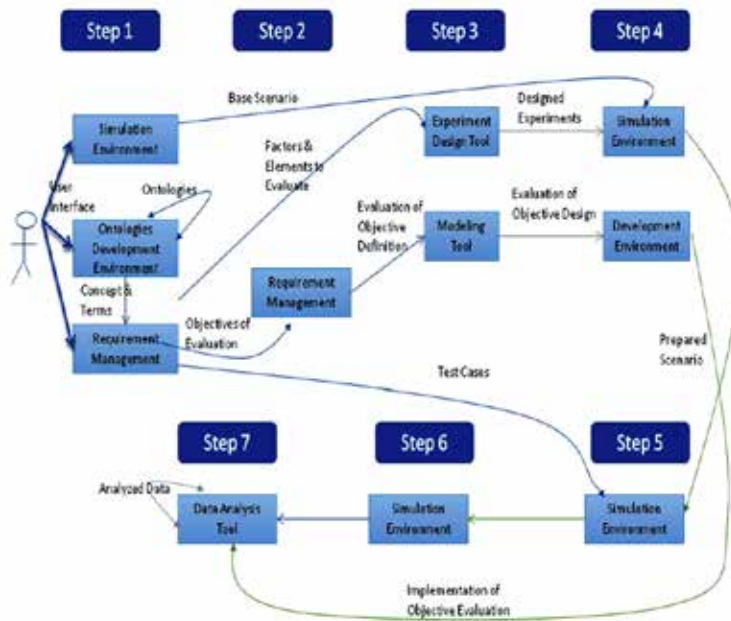 Step 1
Step 2
Step 3
Step 4
Base Scenario
Simulation
Environment
Factors &
Elements to
Evaluate
Experiment
Design Tool
Designed
Experiments
Simulation
Environment
User
Interface
Ontologies
Ontologies
Development
Environment
Evaluation of
Objective
Definition
Modeling
Tool
Evaluation of
Objective Design
Development
Environment
Concept &
Terms
Requirement
Management
Requirement
Management
Objectives of
Evaluation
Prepared
Scenario
Test Cases
Step 7
Step 6
Step 5
Analyzed Data
Data Analysis
Tool
Simulation
Environment
Simulation
Environment
Implementation of
Objective Evaluation